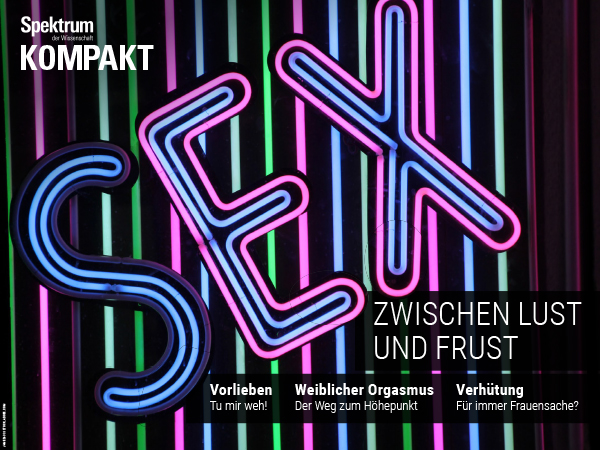 Spektrum
der Wissenschaft
KOMPAKT
SEX
ZWISCHEN LUST
UND FRUST
Vorlieben
Tu mir weh!
Weiblicher Orgasmus
Der Weg zum Höhepunkt
Verhütung
Für immer Frauensache?